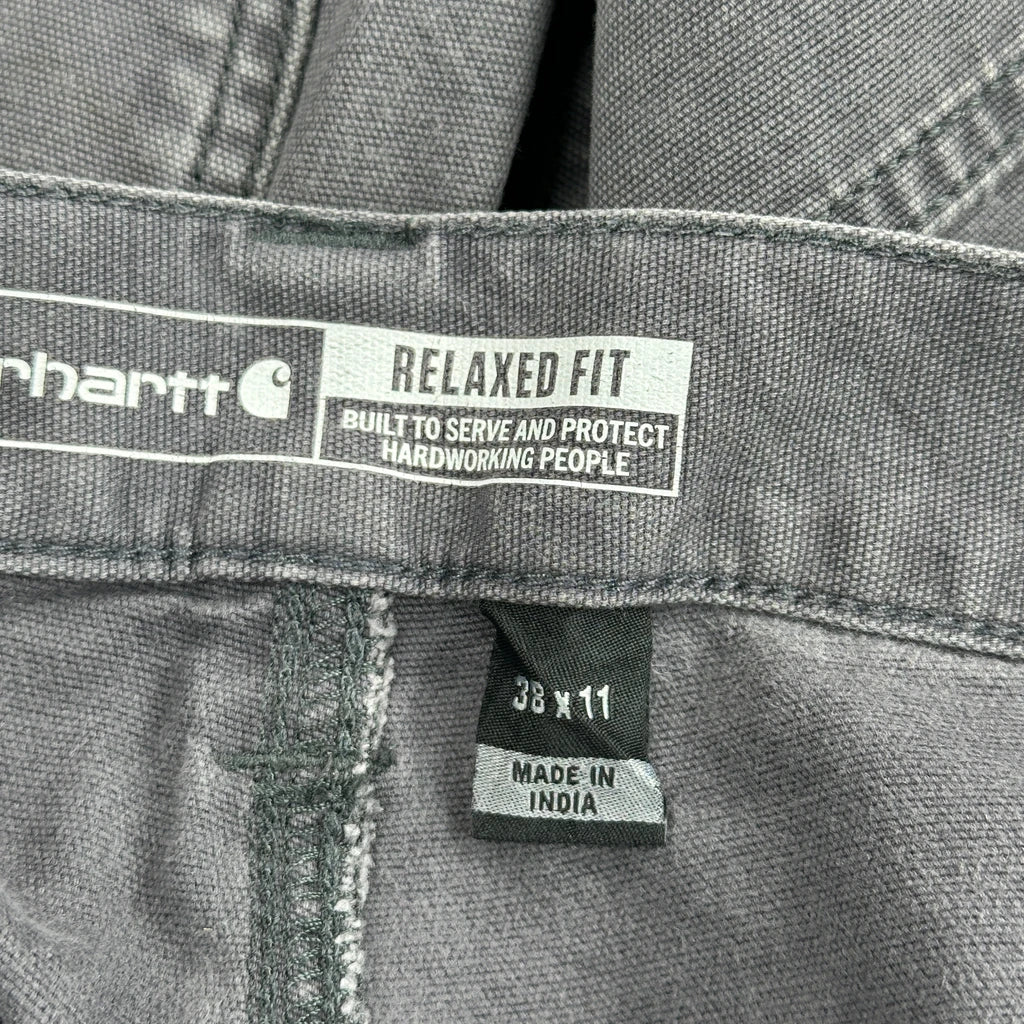 rhartt
RELAXED FIT
BUILT TO SERVE AND PROTECT
HARDWORKING PEOPLE
38 x 11
MADE IN
INDIA